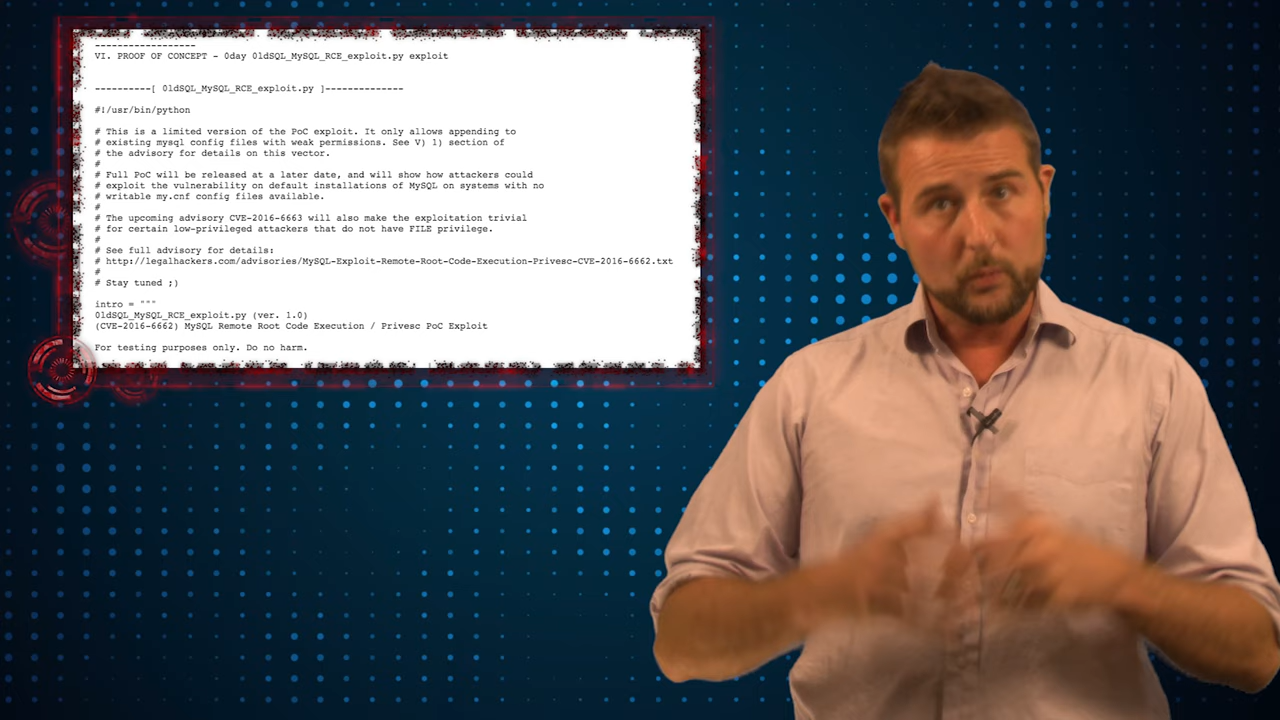 ------------------
VI. PROOF OF CONCEPT - 0day 0ldSQL_MySQL_RCE_exploit.py exploit
----------[ 0ldSQL_MySQL_RCE_exploit.py ]--------------
#!/usr/bin/python
# This is a limited version of the PoC exploit. It only allows appending to
# existing mysql config files with weak permissions. See V) 1) section of
# the advisory for details on this vector.
#
# Full PoC will be released at a later date, and will show how attackers could
# exploit the vulnerability on default installations of MySQL on systems with no
# writable my.cnf config files available.
#
# The upcoming advisory CVE-2016-6663 will also make the exploitation trivial
# for certain low-privileged attackers that do not have FILE privilege.
#
# See full advisory for details:
# http://legalhackers.com/advisories/MySQL-Exploit-Remote-Root-Code-Execution-Privesc-CVE-2016-6662.txt
#
# Stay tuned ;)
intro = """
0ldSQL_MySQL_RCE_exploit.py (ver. 1.0)
(CVE-2016-6662) MySQL Remote Root Code Execution / Privesc PoC Exploit
For testing purposes only. Do no harm.